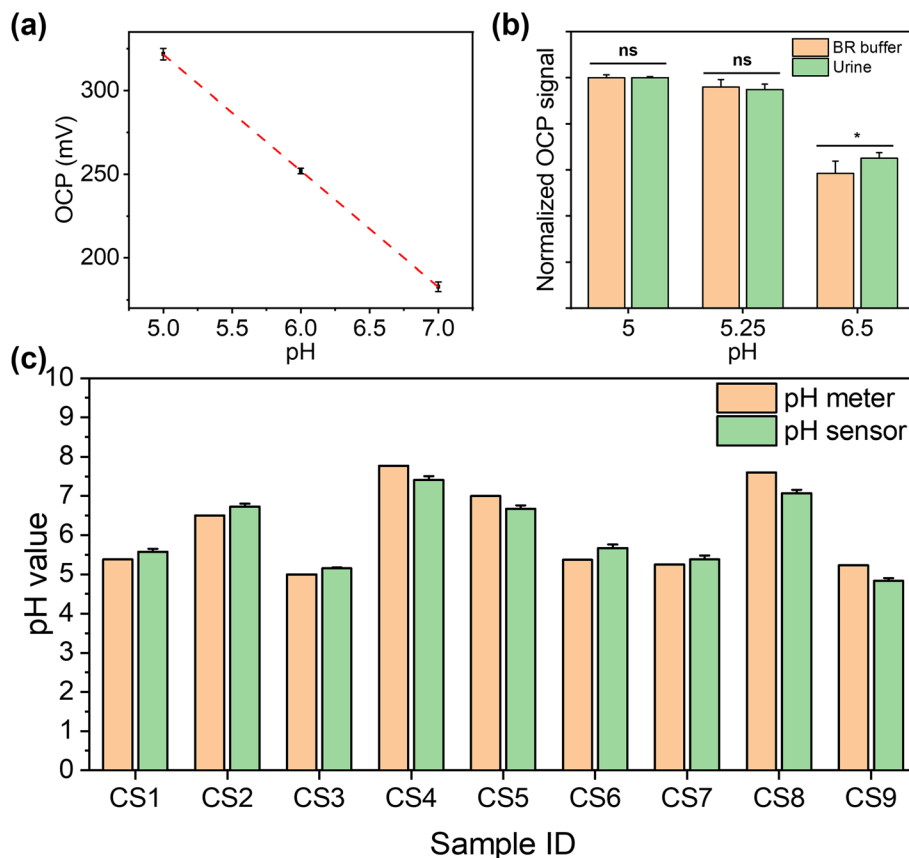 (a)
OCP (mV)
300
250
200
5.0 5.5 6.0 6.5 7.0
pH
(b)
Normalized OCP signal
BR buffer
Urine
ns
ns
*
5 5.25 6.5
pH
(c)
pH value
10
9
8
7
6
5
4
3
2
1
0
pH meter
pH sensor
CS1 CS2 CS3 CS4 CS5 CS6 CS7 CS8 CS9
Sample ID